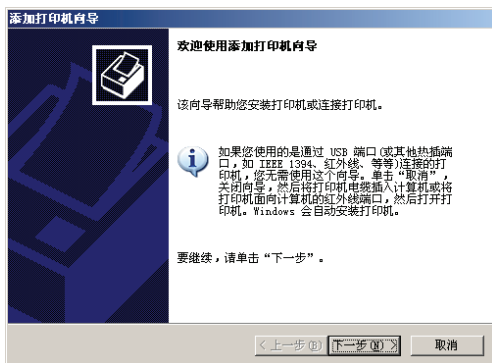 添加打印机向导
欢迎使用添加打印机向导
该向导帮助您安装打印机或连接打印机。
如果您使用的是通过 USB 端口(或其他热插端
口，如 IEEE 1394、红外线、等等)连接的打
印机，您无需使用这个向导。单击“取消”，
关闭向导，然后将打印机电缆插入计算机或将
打印机面向计算机的红外线端口，然后打开打
印机。Windows 会自动安装打印机。
要继续，请单击“下一步”。
< 上一步(B) 下一步(N) > 取消